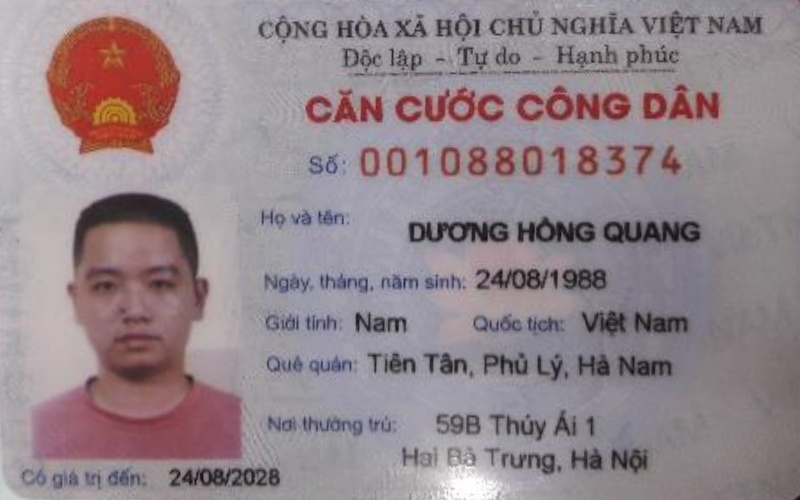 CỘNG HÒA XÃ HỘI CHỦ NGHĨA VIỆT NAM
Độc lập - Tự do - Hạnh phúc
CĂN CƯỚC CÔNG DÂN
Số: 001088018374
Họ và tên: DƯƠNG HỒNG QUANG
Ngày, tháng, năm sinh: 24/08/1988
Giới tính: Nam Quốc tịch: Việt Nam
Quê quán: Tiên Tân, Phủ Lý, Hà Nam
Nơi thường trú: 59B Thúy Ái 1
Hai Bà Trưng, Hà Nội
Có giá trị đến: 24/08/2028